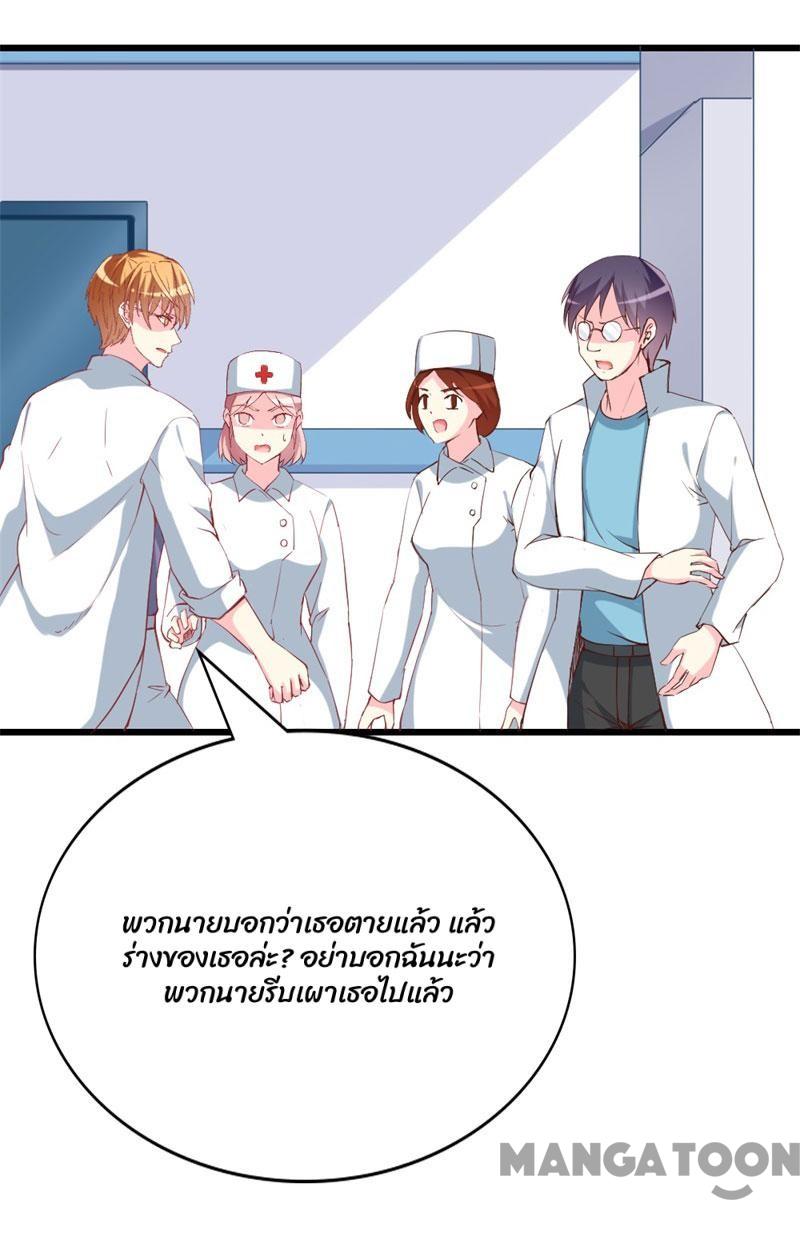 พวกนายบอกว่าเธอตายแล้ว แล้ว
ร่างของเธอล่ะ? อย่าบอกฉันนะว่า
พวกนายรีบเผาเธอไปแล้ว
MANGATOON